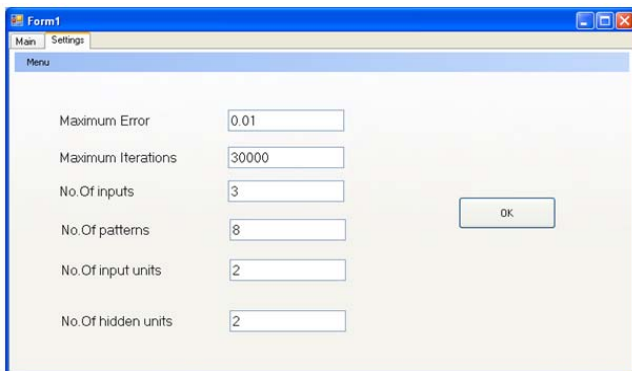 Form1
Main Settings
Menu
Maximum Error 0.01
Maximum Iterations 30000
No.Of inputs 3
OK
No.Of patterns 8
No.Of input units 2
No.Of hidden units 2